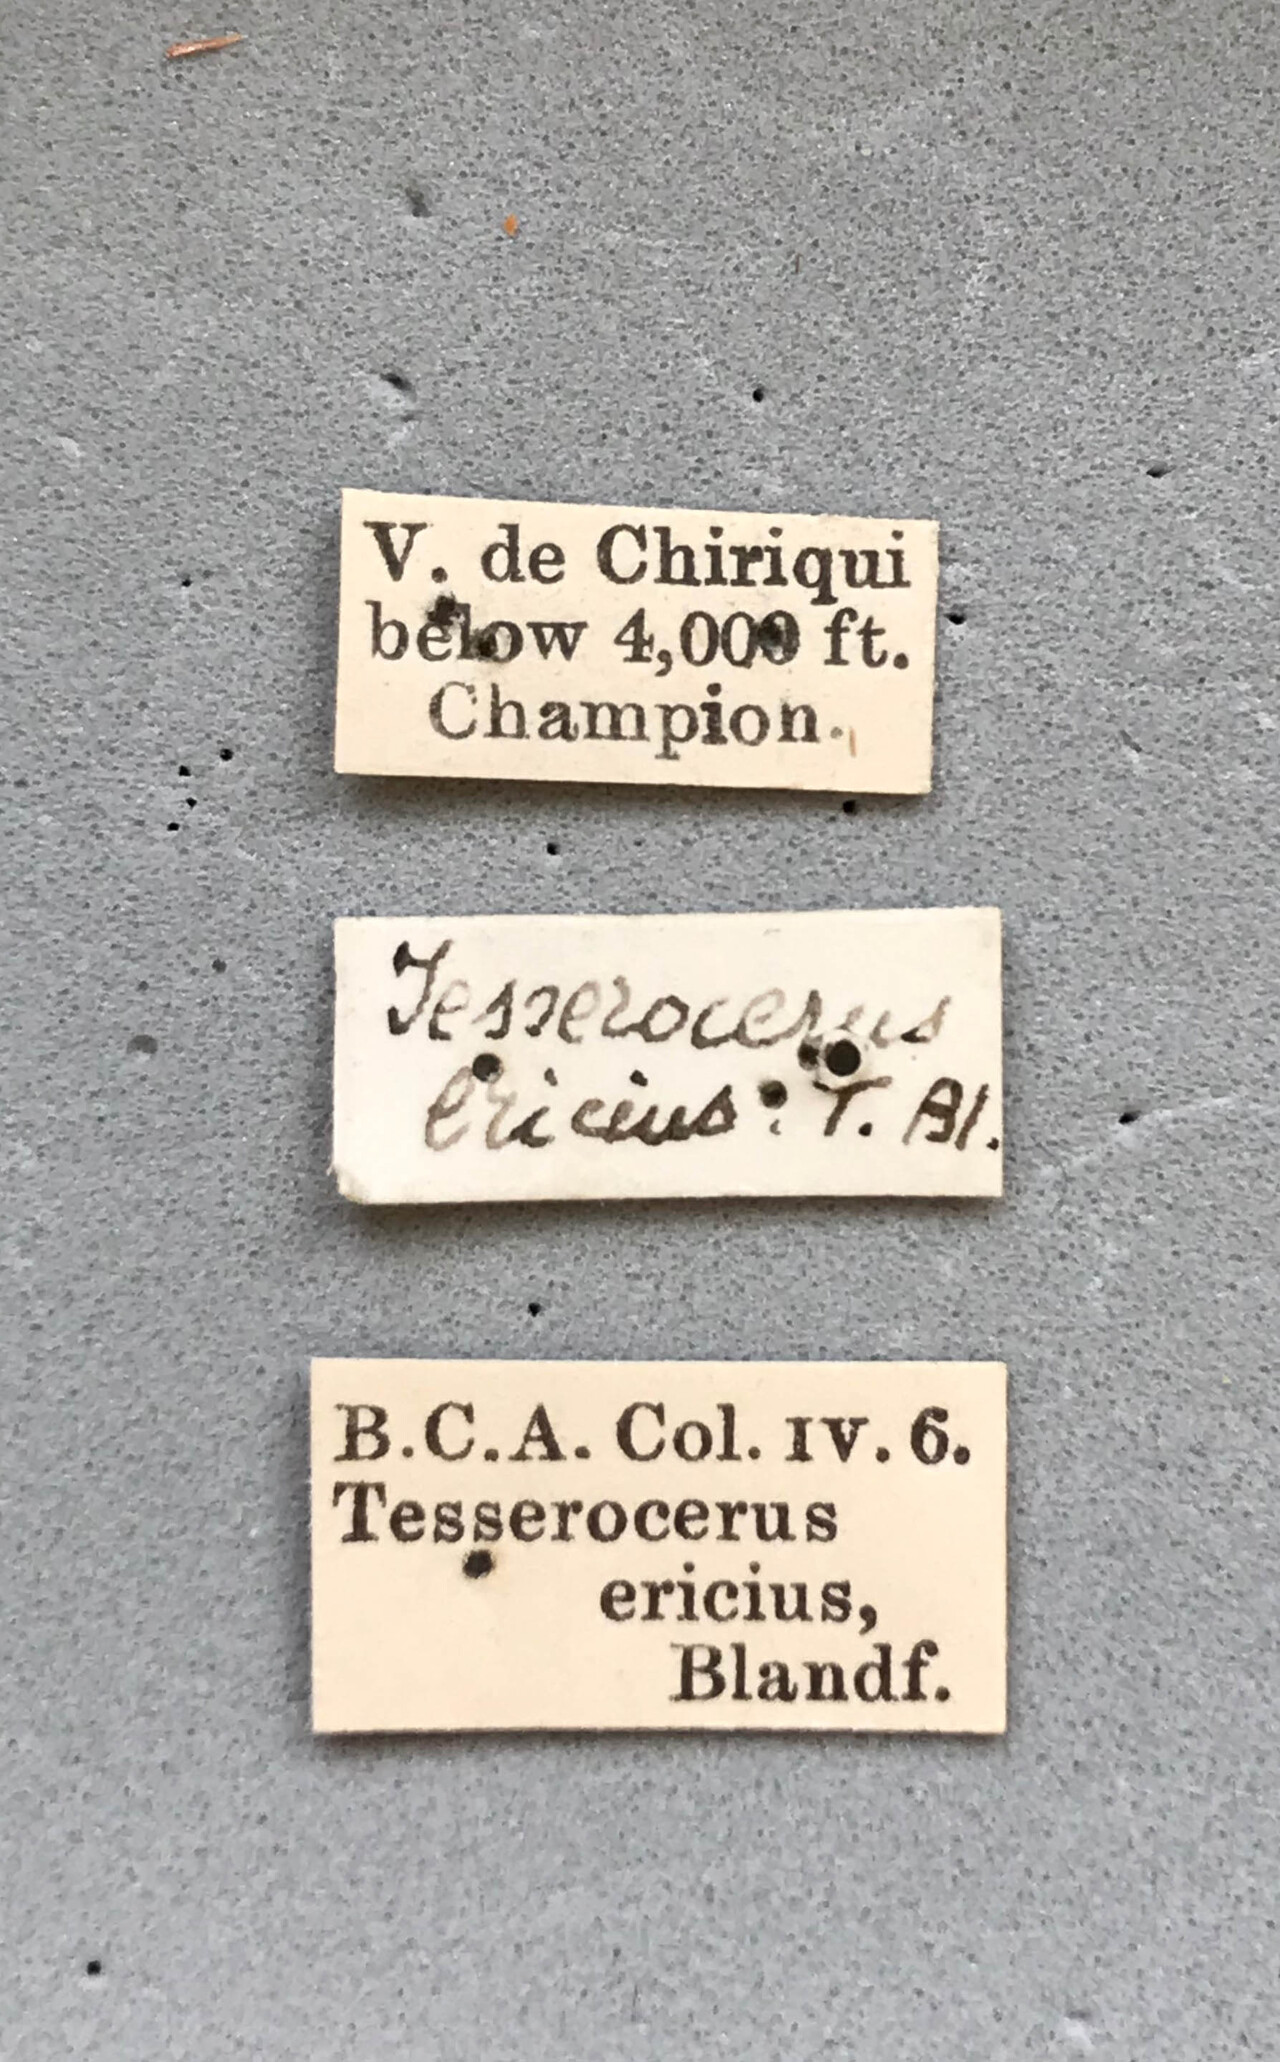 V. de Chiriqui
below 4,000 ft.
Champion.
Tesserocerus
ericius: T. Bl.
B.C.A. Col. IV. 6.
Tesserocerus
ericius,
Blandf.